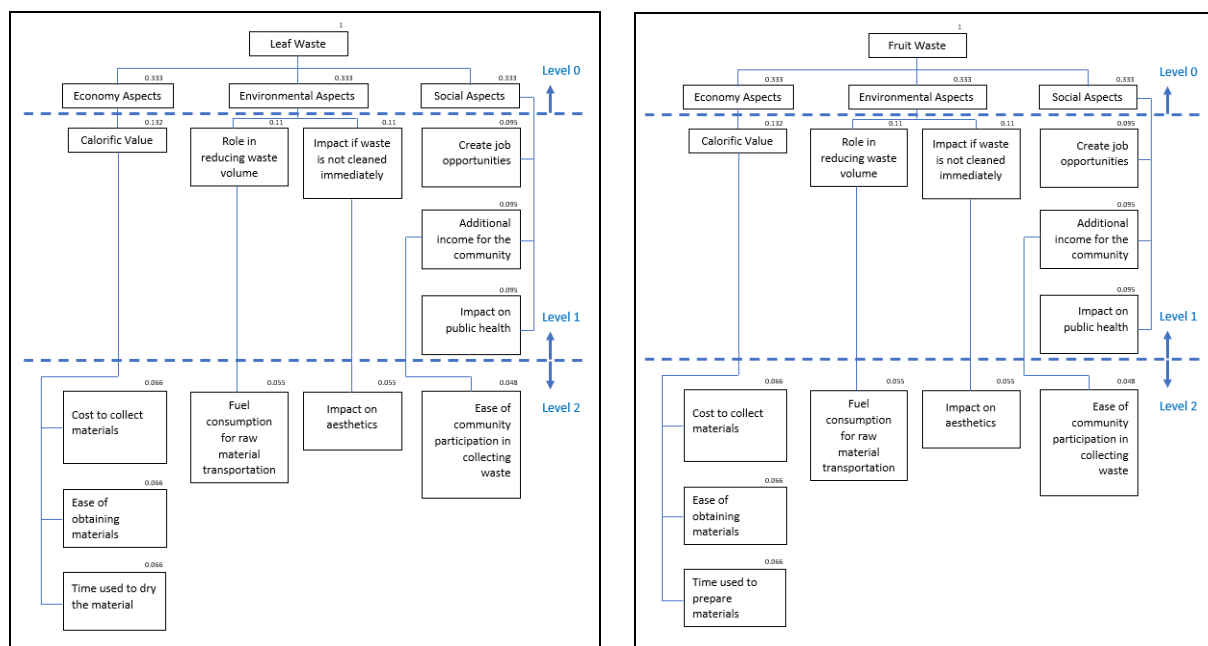 1
Leaf Waste
Level 0
0.333
0.333
0.333
Economy Aspects
Environmental Aspects
Social Aspects
0.132
0.11
0.11
0.095
Calorific Value
Role in
reducing waste
volume
Impact if waste
is not cleaned
immediately
Create job
opportunities
0.095
Additional
income for the
community
0.095
Impact on
public health
Level 1
Level 2
0.066
Cost to collect
materials
0.055
Fuel
consumption
for raw
material
transportation
0.055
Impact on
aesthetics
0.048
Ease of
community
participation in
collecting
waste
0.066
Ease of
obtaining
materials
0.066
Time used to dry
the material
1
Fruit Waste
Level 0
0.333
0.333
0.333
Economy Aspects
Environmental Aspects
Social Aspects
0.132
0.11
0.11
0.095
Calorific Value
Role in
reducing waste
volume
Impact if waste
is not cleaned
immediately
Create job
opportunities
0.095
Additional
income for the
community
0.095
Impact on
public health
Level 1
Level 2
0.066
Cost to collect
materials
0.055
Fuel
consumption
for raw
material
transportation
0.055
Impact on
aesthetics
0.048
Ease of
community
participation in
collecting
waste
0.066
Ease of
obtaining
materials
0.066
Time used to
prepare
materials